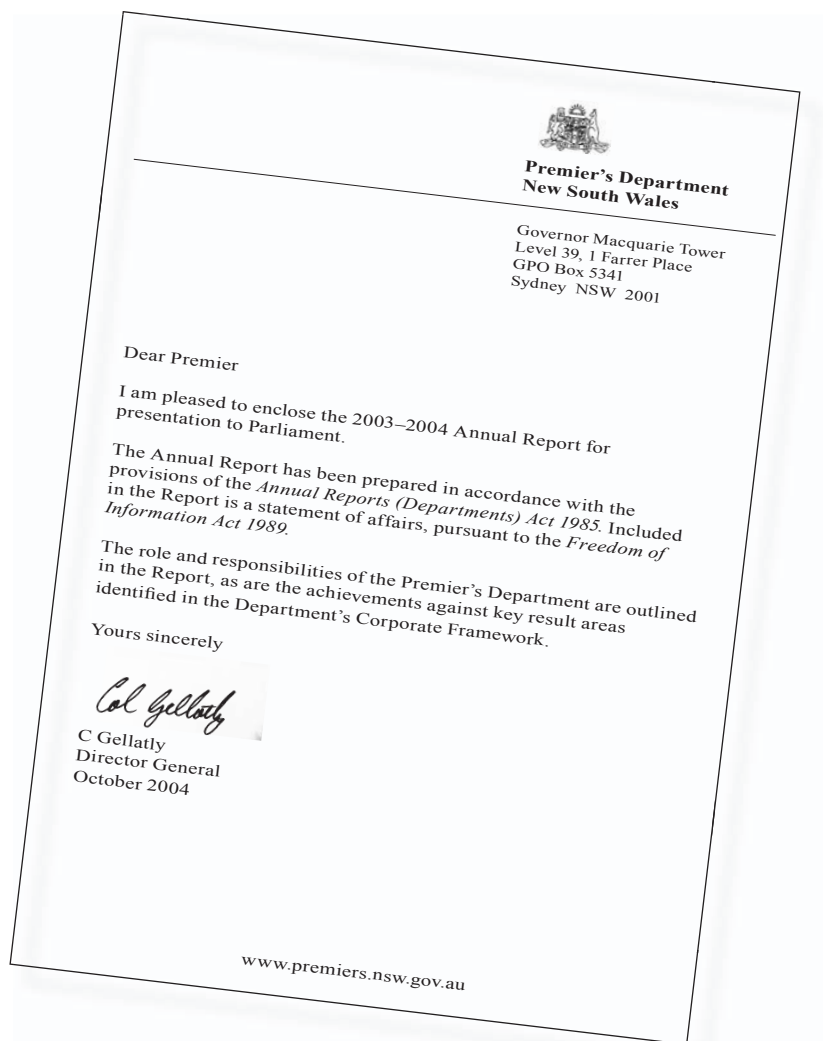 Premier's Department
New South Wales
Governor Macquarie Tower
Level 39, 1 Farrer Place
GPO Box 5341
Sydney NSW 2001
Dear Premier
I am pleased to enclose the 2003–2004 Annual Report for
presentation to Parliament.
The Annual Report has been prepared in accordance with the
provisions of the Annual Reports (Departments) Act 1985. Included
in the Report is a statement of affairs, pursuant to the Freedom of
Information Act 1989.
The role and responsibilities of the Premier's Department are outlined
in the Report, as are the achievements against key result areas
identified in the Department's Corporate Framework.
Yours sincerely
Col Gellatly
C Gellatly
Director General
October 2004
www.premiers.nsw.gov.au